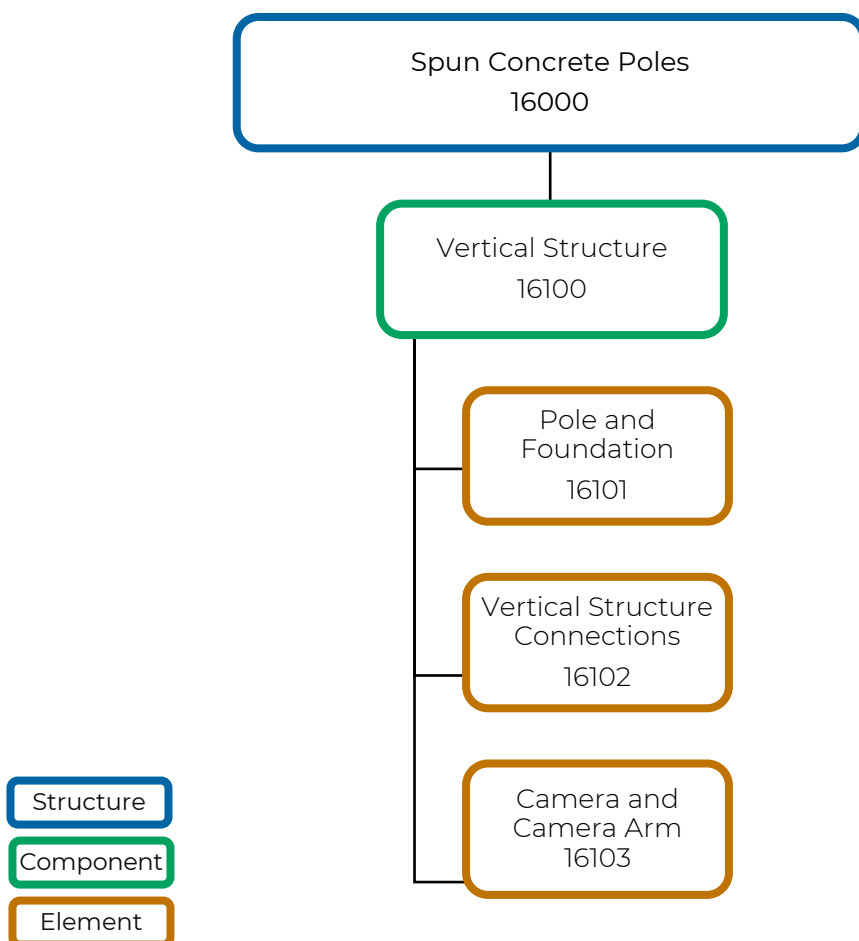 Spun Concrete Poles
16000
Vertical Structure
16100
Pole and
Foundation
16101
Vertical Structure
Connections
16102
Camera and
Camera Arm
16103
Structure
Component
Element